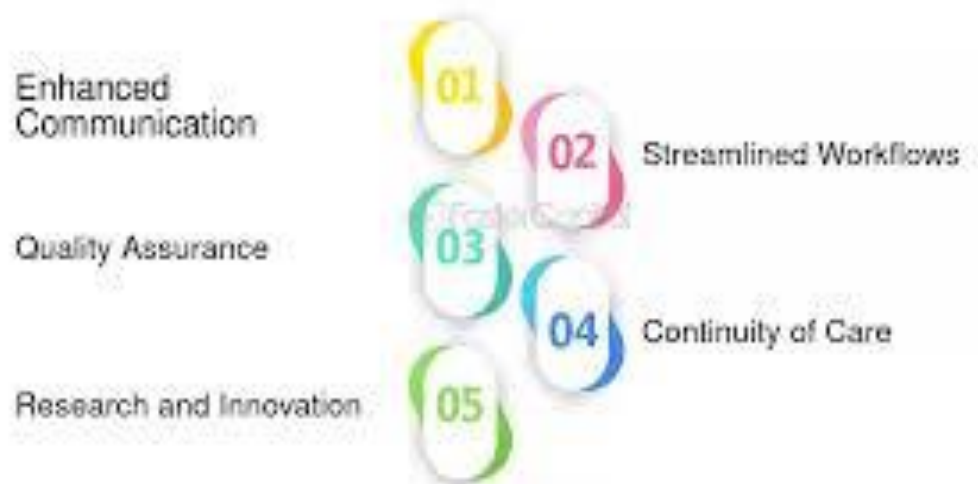 Enhanced
Communication
01
02
Streamlined Workflows
Quality Assurance
03
04
Continuity of Care
Research and Innovation
05